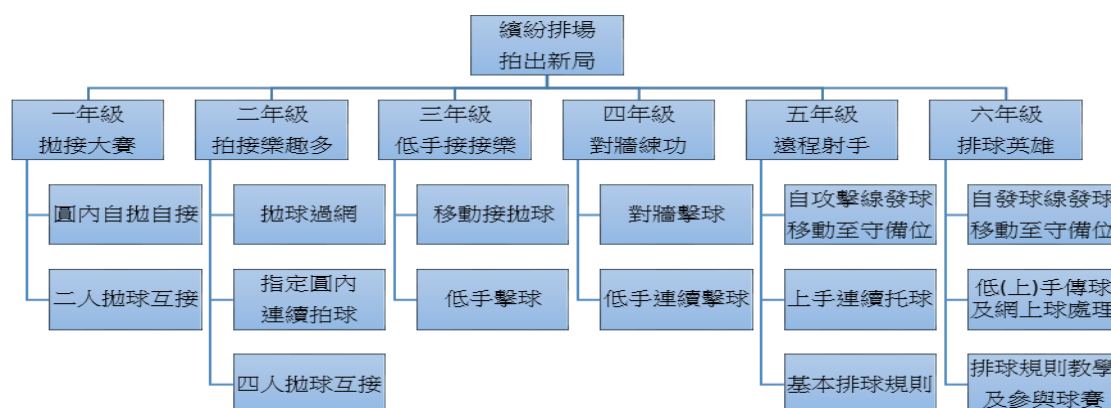 繽紛排場
拍出新局
一年級
拋接大賽
二年級
拍接樂趣多
三年級
低手接接樂
四年級
對牆練功
五年級
遠程射手
六年級
排球英雄
圓內自拋自接
二人拋球互接
拋球過網
指定圓內
連續拍球
四人拋球互接
移動接拋球
低手擊球
對牆擊球
低手連續擊球
自攻擊線發球
移動至守備位
上手連續托球
基本排球規則
自發球線發球
移動至守備位
低(上)手傳球
及網上球處理
排球規則教學
及參與球賽